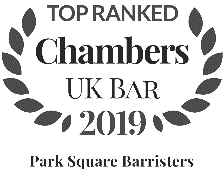 TOP RANKED
Chambers
UK BAR
2019
Park Square Barristers